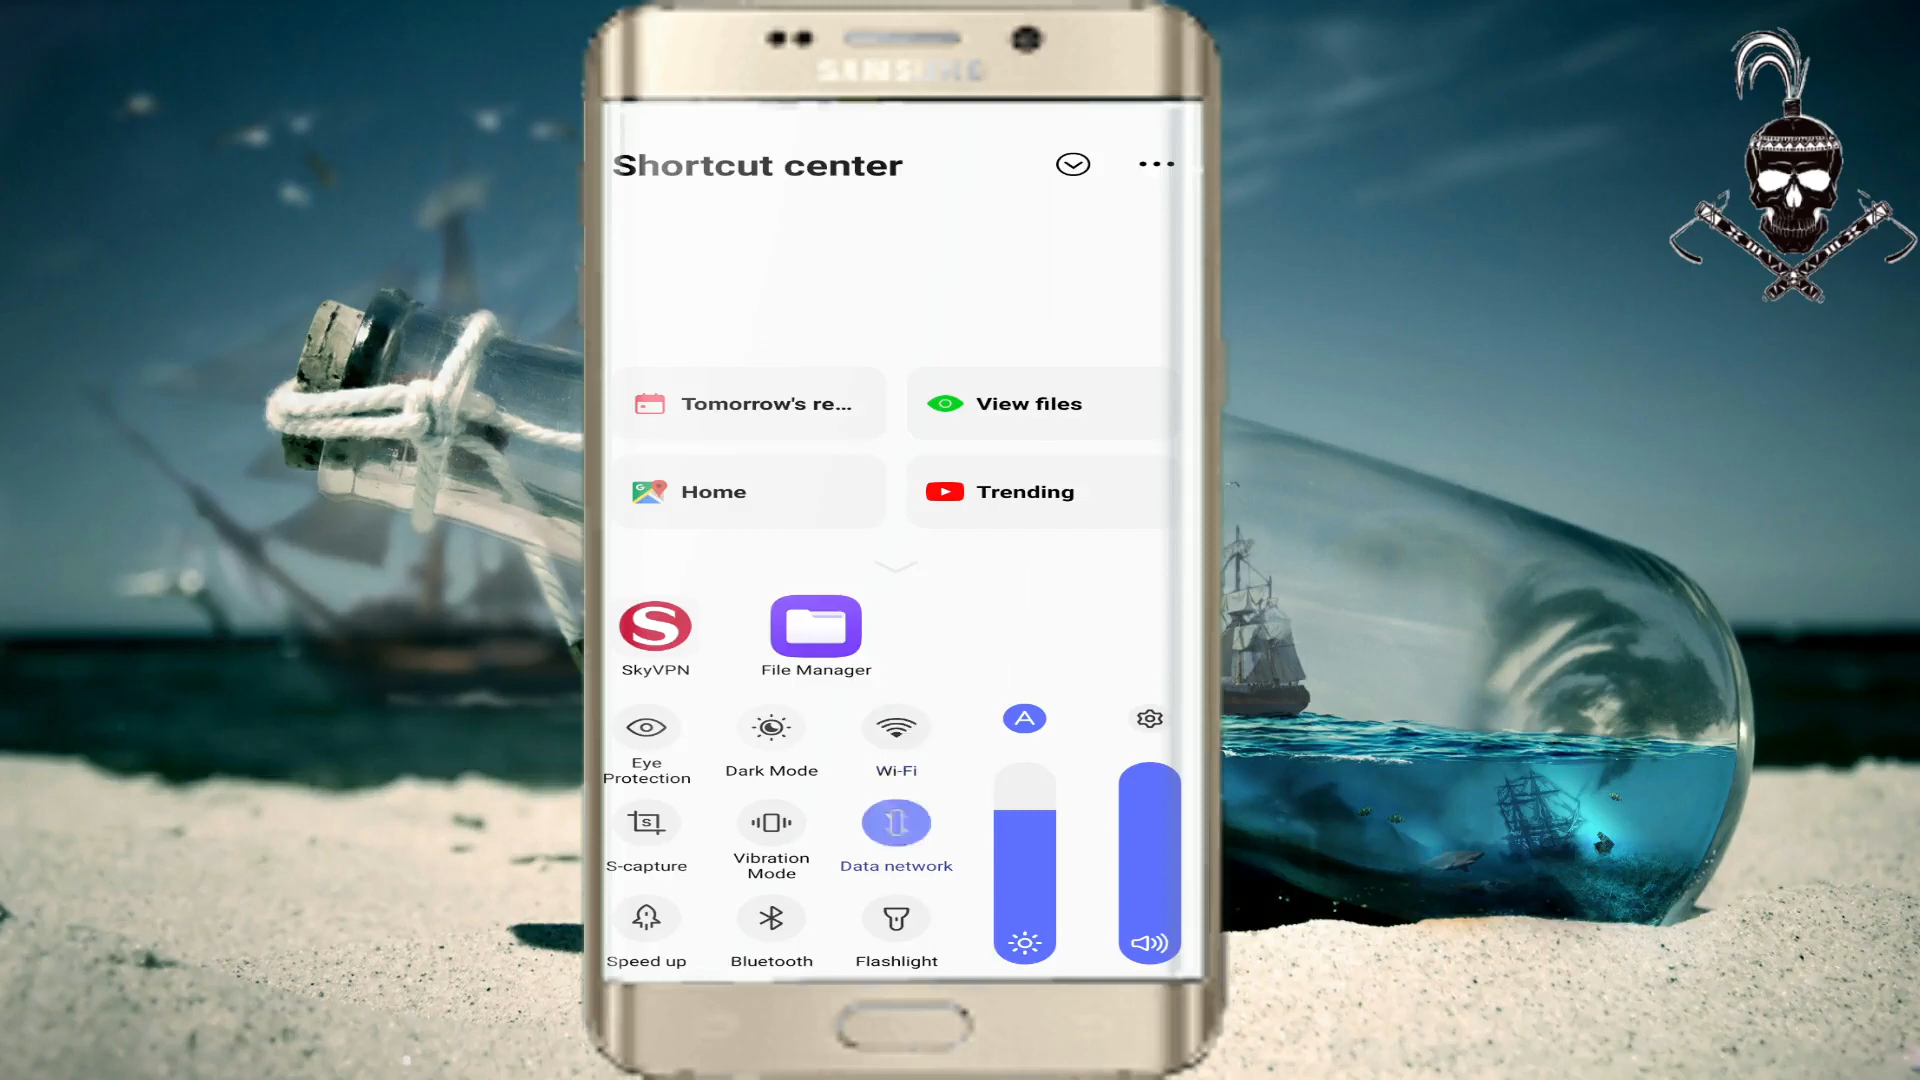 SAMSUNG
Shortcut center
Tomorrow's re...
View files
Home
Trending
SkyVPN
File Manager
Eye
Protection
Dark Mode
Wi-Fi
A
S-capture
Vibration
Mode
Data network
Speed up
Bluetooth
Flashlight